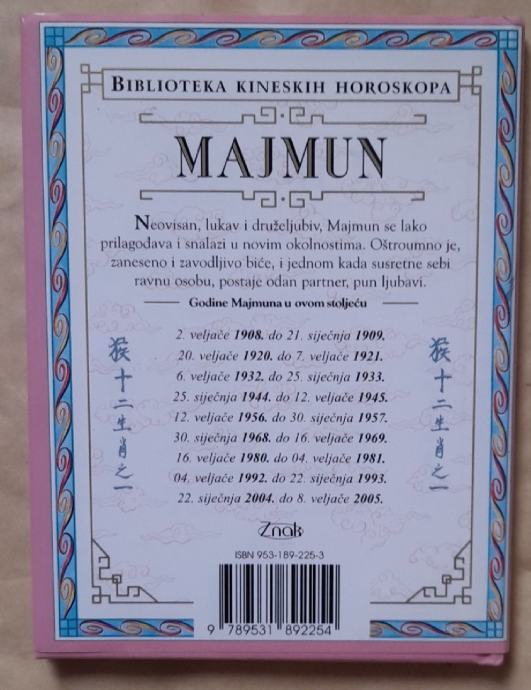 BIBLIOTEKA KINESKIH HOROSKOPA
MAJMUN
Neovisan, lukav i druželjubiv, Majmun se lako
prilagođava i snalazi u novim okolnostima. Oštroumno je,
zaneseno i zavodljivo biće, i jednom kada susretne sebi
ravnu osobu, postaje odan partner, pun ljubavi.
Godine Majmuna u ovom stoljeću
2. veljače 1908. do 21. siječnja 1909.
20. veljače 1920. do 7. veljače 1921.
6. veljače 1932. do 25. siječnja 1933.
25. siječnja 1944. do 12. veljače 1945.
12. veljače 1956. do 30. siječnja 1957.
30. siječnja 1968. do 16. veljače 1969.
16. veljače 1980. do 04. veljače 1981.
04. veljače 1992. do 22. siječnja 1993.
22. siječnja 2004. do 8. veljače 2005.
猴十二生肖之一
猴十二生肖之一
Znak
ISBN 953-189-225-3
9 789531 892254